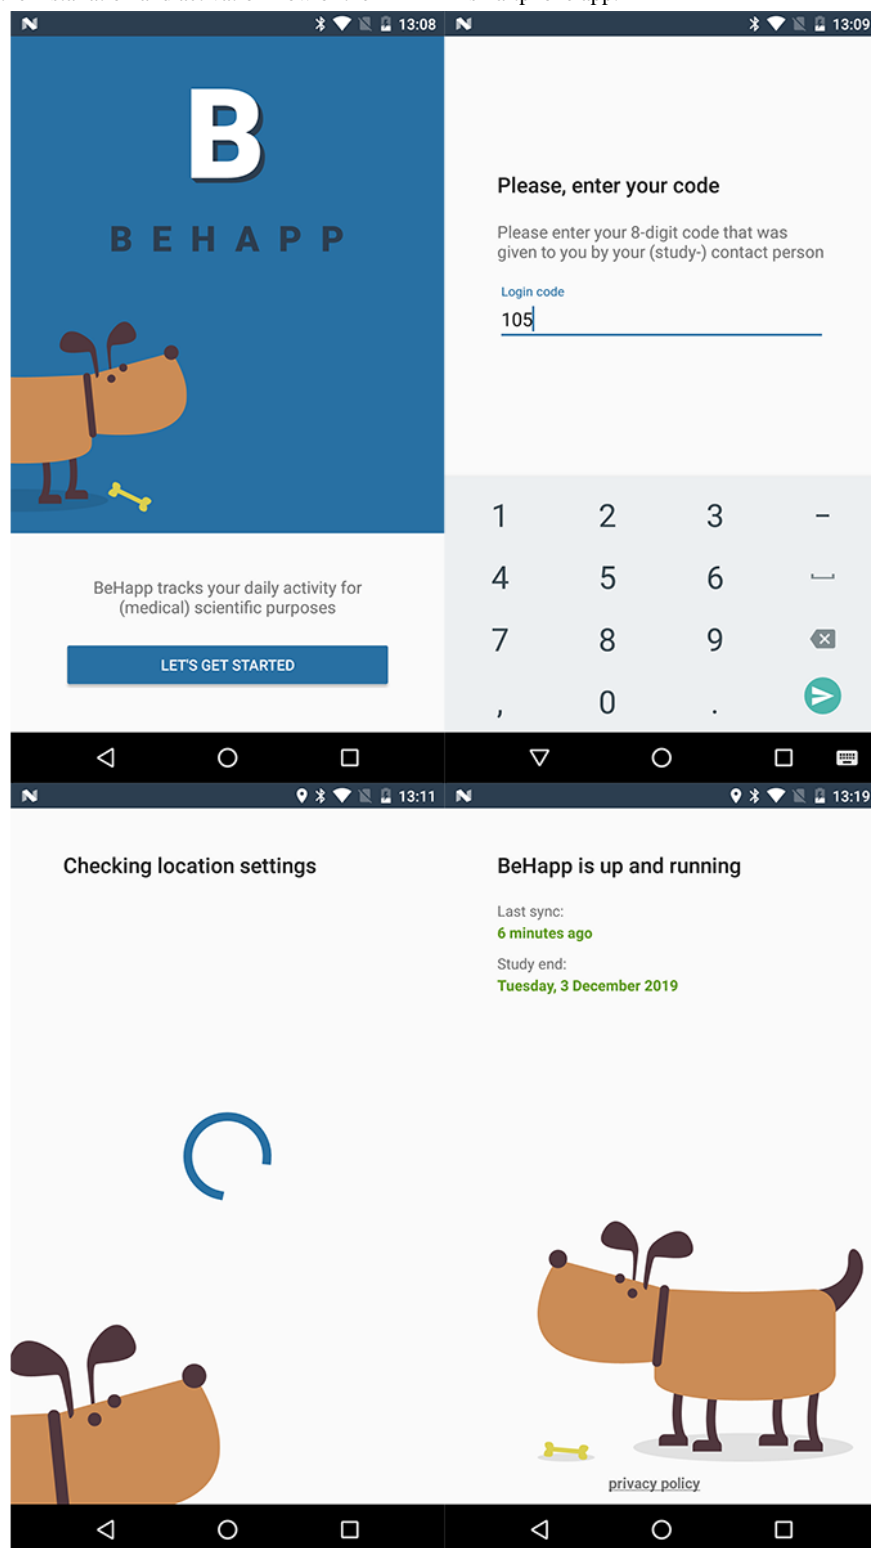 13:08
B
BEHAPP
BeHapp tracks your daily activity for
(medical) scientific purposes
LET'S GET STARTED
13:09
Please, enter your code
Please enter your 8-digit code that was
given to you by your (study-) contact person
Login code
105
1 2 3 –
4 5 6
7 8 9
, 0 .
13:11
Checking location settings
13:19
BeHapp is up and running
Last sync:
6 minutes ago
Study end:
Tuesday, 3 December 2019
privacy policy